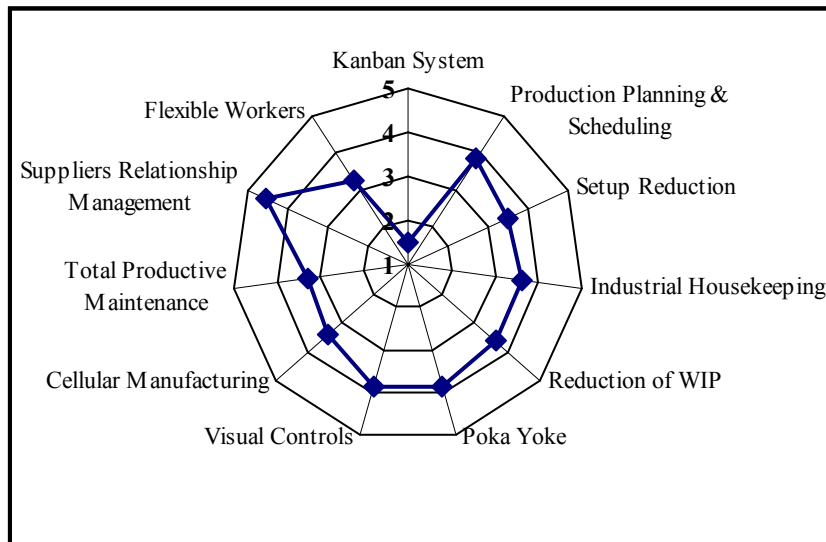 Kanban System
5
Production Planning &
Scheduling
Flexible Workers
4
Suppliers Relationship
Management
3
Setup Reduction
2
1
Total Productive
Maintenance
Industrial Housekeeping
Cellular Manufacturing
Reduction of WIP
Visual Controls
Poka Yoke